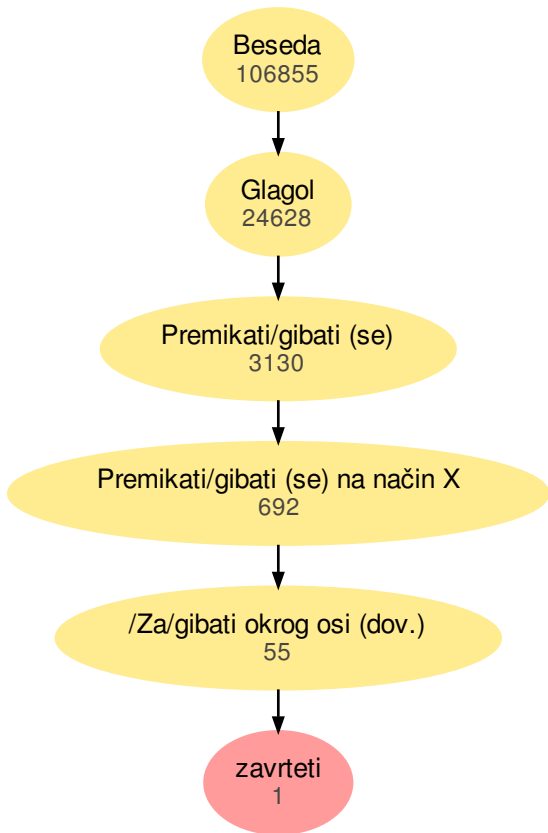 Beseda
106855
Glagol
24628
Premikati/gibati (se)
3130
Premikati/gibati (se) na način X
692
/Za/gibati okrog osi (dov.)
55
zavrteti
1